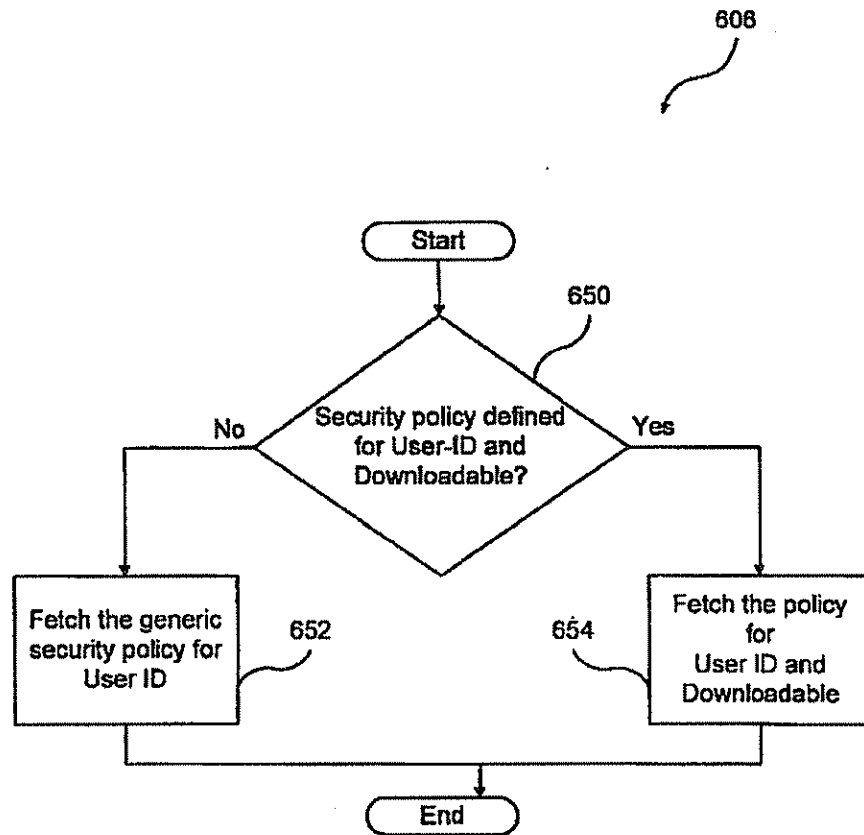 606
Start
650
Security policy defined
for User-ID and
Downloadable?
No
Yes
Fetch the generic
security policy for
User ID
652
654
Fetch the policy
for
User ID and
Downloadable
End